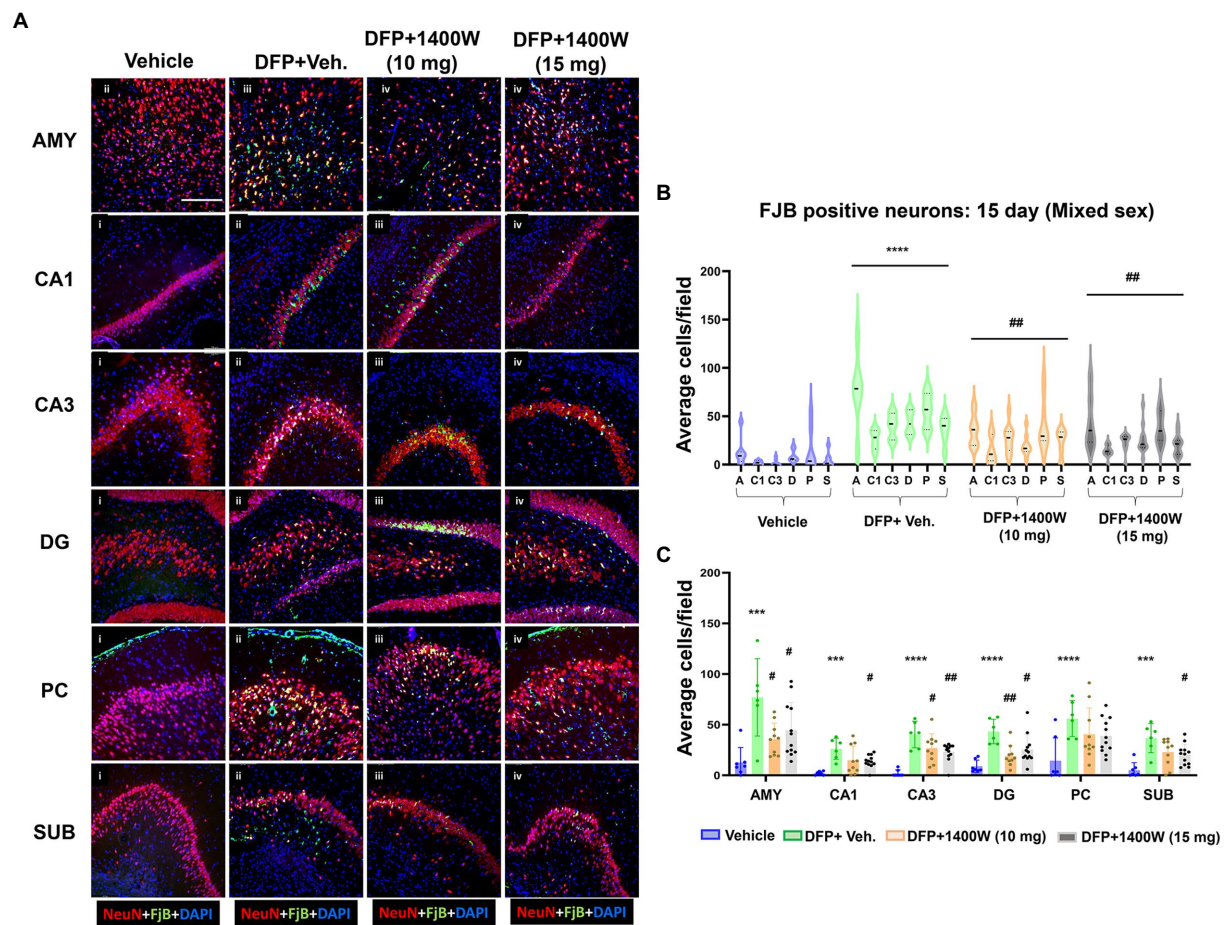 A
Vehicle
DFP+Veh.
DFP+1400W
(10 mg)
DFP+1400W
(15 mg)
AMY
ii
iii
iv
iv
CA1
i
ii
iii
iv
CA3
i
ii
iii
iv
DG
i
ii
iii
iv
PC
i
ii
iii
iv
SUB
i
ii
iii
iv
NeuN+FjB+DAPI
NeuN+FjB+DAPI
NeuN+FjB+DAPI
NeuN+FjB+DAPI
B
FJB positive neurons: 15 day (Mixed sex)
Average cells/field
200
150
100
50
0
****
##
##
A C1 C3 D P S
A C1 C3 D P S
A C1 C3 D P S
A C1 C3 D P S
Vehicle
DFP+ Veh.
DFP+1400W
(10 mg)
DFP+1400W
(15 mg)
C
Average cells/field
200
150
100
50
0
*** # #
*** #
**** # ##
**** ## #
****
*** #
AMY CA1 CA3 DG PC SUB
Vehicle DFP+ Veh. DFP+1400W (10 mg) DFP+1400W (15 mg)